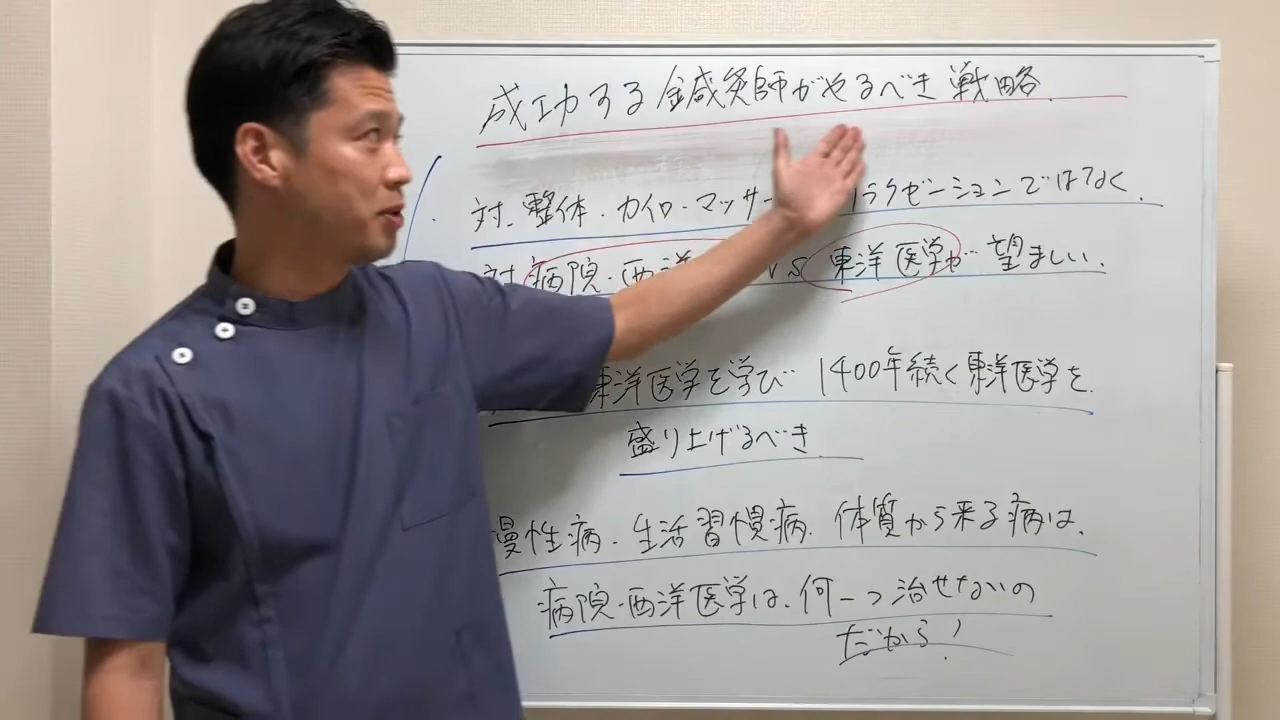 成功する鍼灸師がやるべき戦略
対.整体.カイロ.マッサ ラクゼーションではなく.
対 病院.西洋 VS 東洋医学が望ましい.
東洋医学を学び 1400年続く東洋医学を.
盛り上げるべき
慢性病.生活習慣病.体質から来る病は.
病院.西洋医学は.何一つ治せないの
だから!